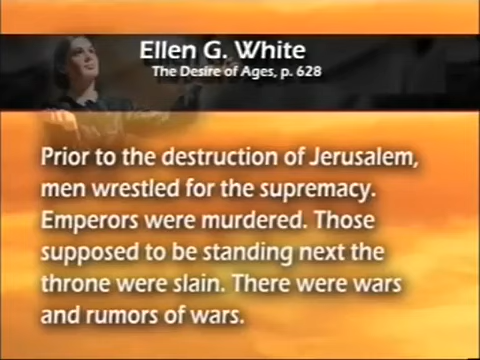 Ellen G. White
The Desire of Ages, p. 628
Prior to the destruction of Jerusalem,
men wrestled for the supremacy.
Emperors were murdered. Those
supposed to be standing next the
throne were slain. There were wars
and rumors of wars.